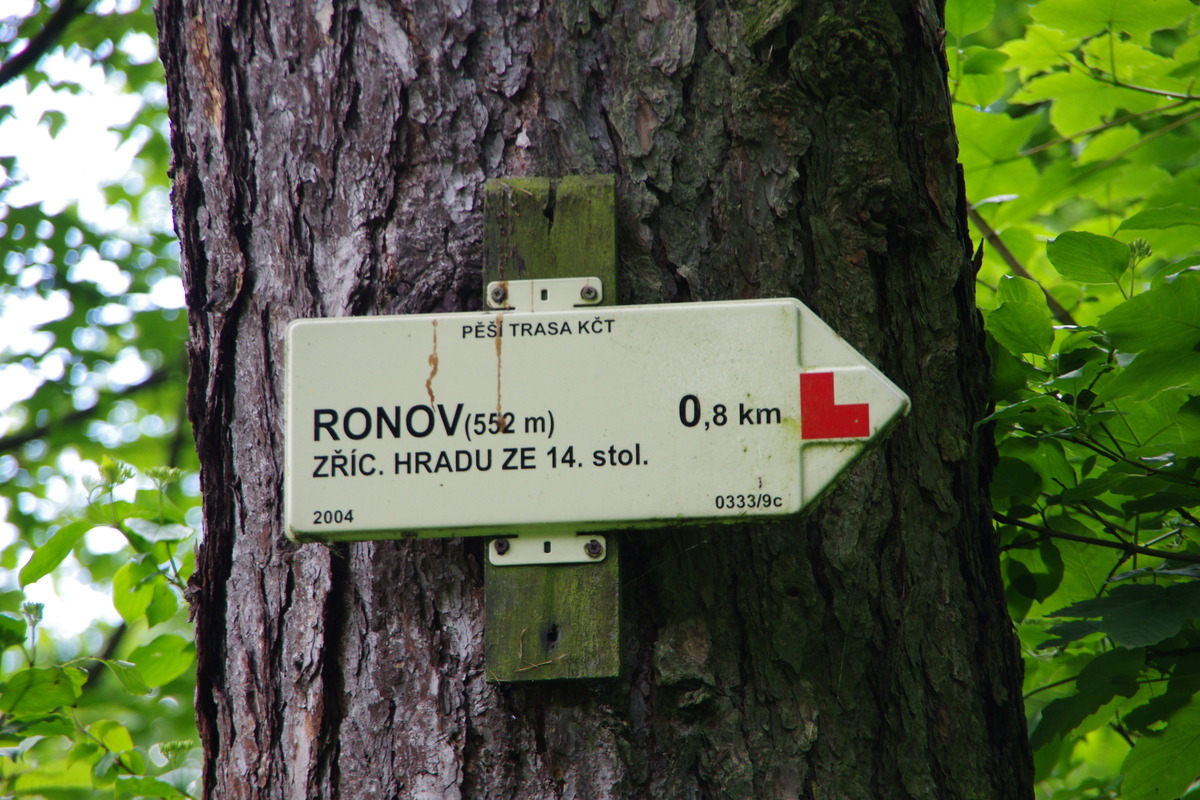 PĚŠÍ TRASA KČT
RONOV (552 m) 0,8 km
ZŘÍC. HRADU ZE 14. stol.
2004 0333/9c